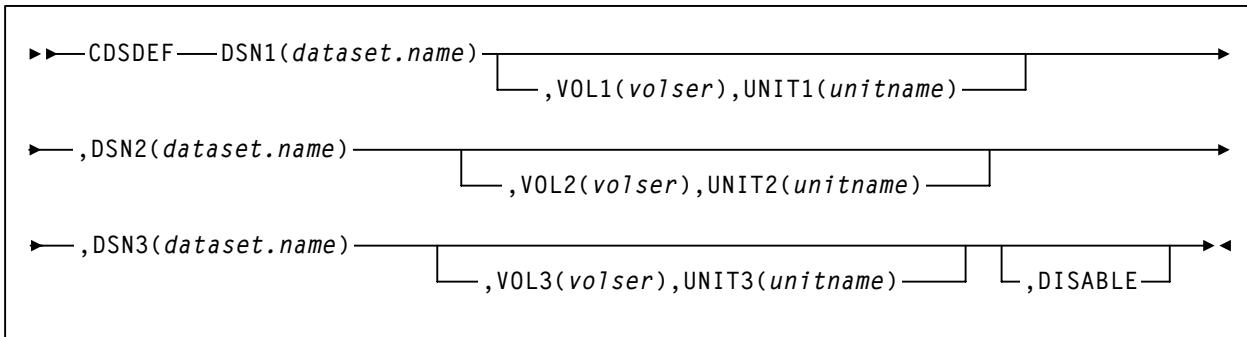 CDSDEF DSN1(dataset.name)
,VOL1(volser),UNIT1(unitname)
,DSN2(dataset.name)
,VOL2(volser),UNIT2(unitname)
,DSN3(dataset.name)
,VOL3(volser),UNIT3(unitname) ,DISABLE